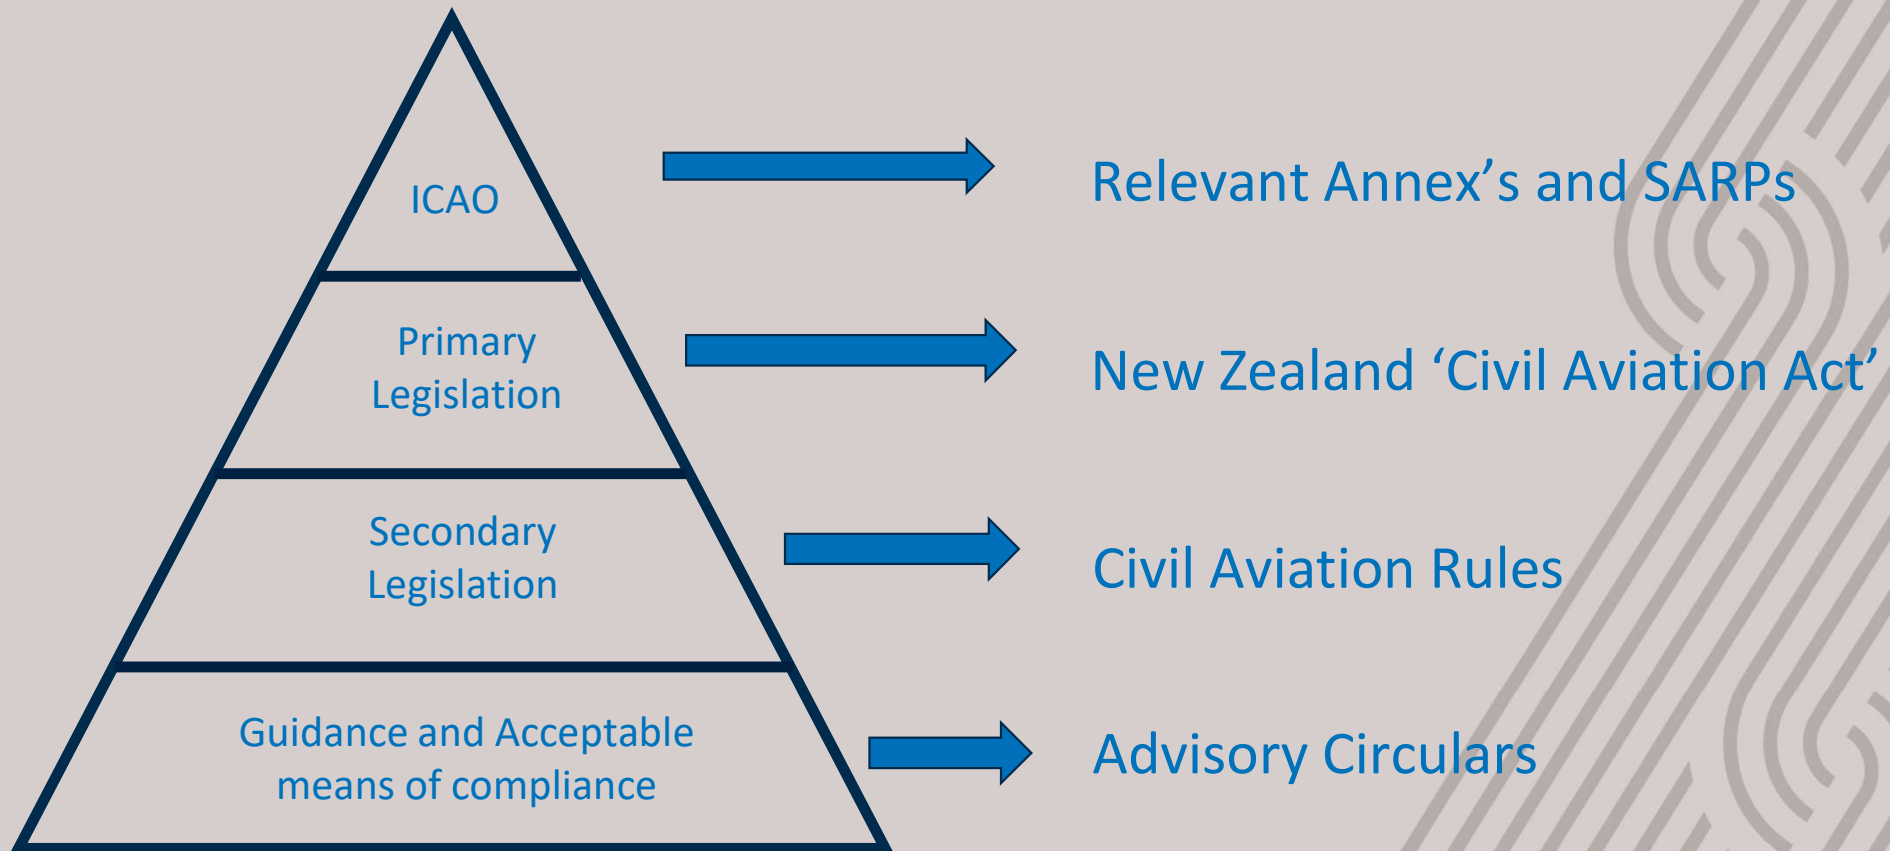 ICAO
Relevant Annex’s and SARPs
Primary
Legislation
New Zealand ‘Civil Aviation Act’
Secondary
Legislation
Civil Aviation Rules
Guidance and Acceptable
means of compliance
Advisory Circulars